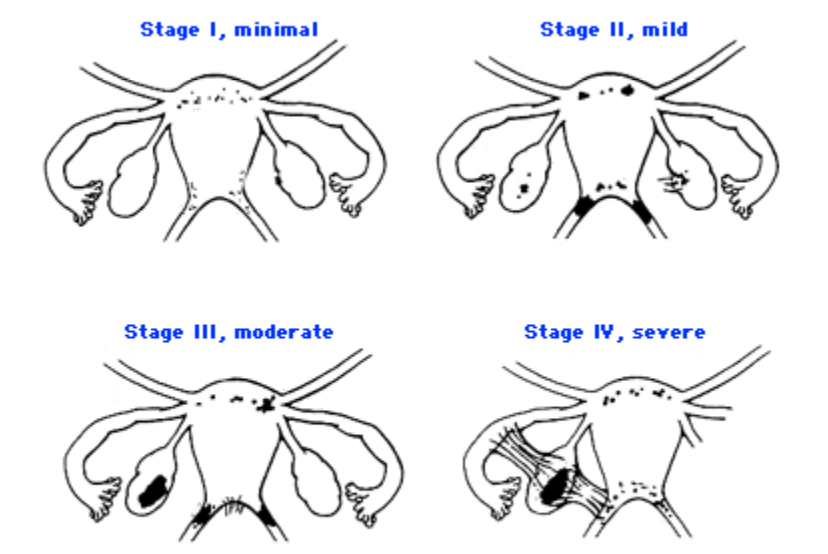 Stage I, minimal
Stage II, mild
Stage III, moderate
Stage IV, severe